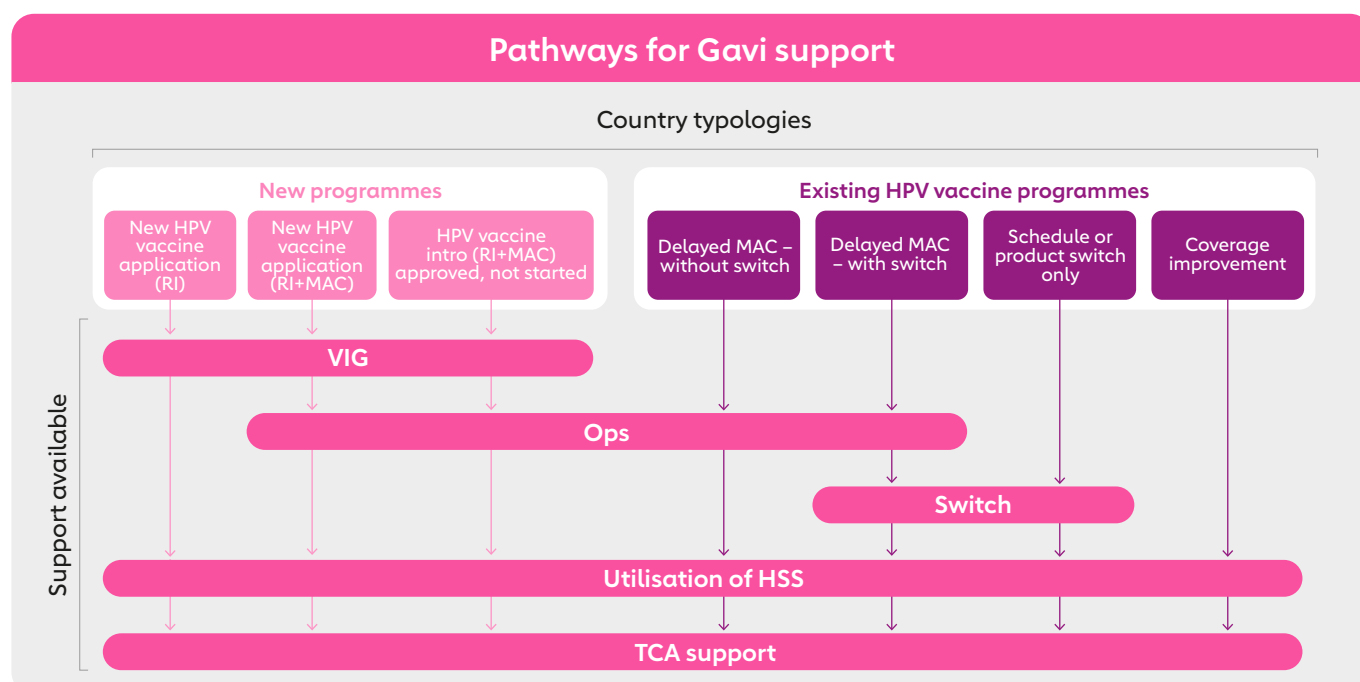 Pathways for Gavi support
Country typologies
New programmes
New HPV
vaccine
application
(RI)
New HPV
vaccine
application
(RI+MAC)
HPV vaccine
intro (RI+MAC)
approved, not started
Existing HPV vaccine programmes
Delayed MAC –
without switch
Delayed MAC
– with switch
Schedule or
product switch
only
Coverage
improvement
Support available
VIG
Ops
Switch
Utilisation of HSS
TCA support